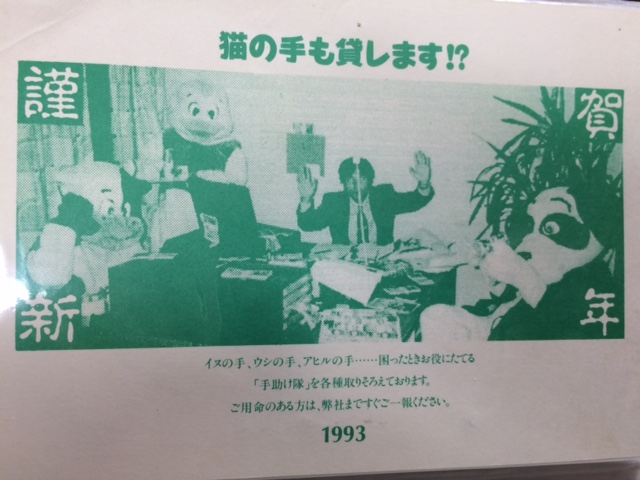 猫の手も貸します!?
謹賀
新年
イヌの手、ウシの手、アヒルの手……困ったときお役にたてる
「手助け隊」を各種取りそろえております。
ご用命のある方は、弊社まですぐご一報ください。
1993